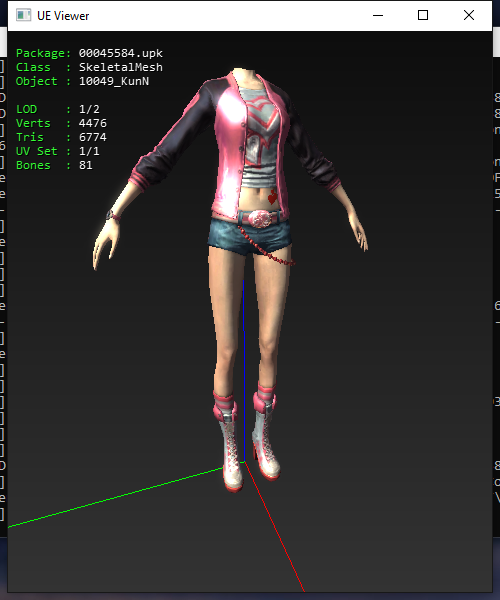 UE Viewer
Package: 00045584.upk
Class : SkeletalMesh
Object : 10049_KunN
LOD : 1/2
Verts : 4476
Tris : 6774
UV Set : 1/1
Bones : 81